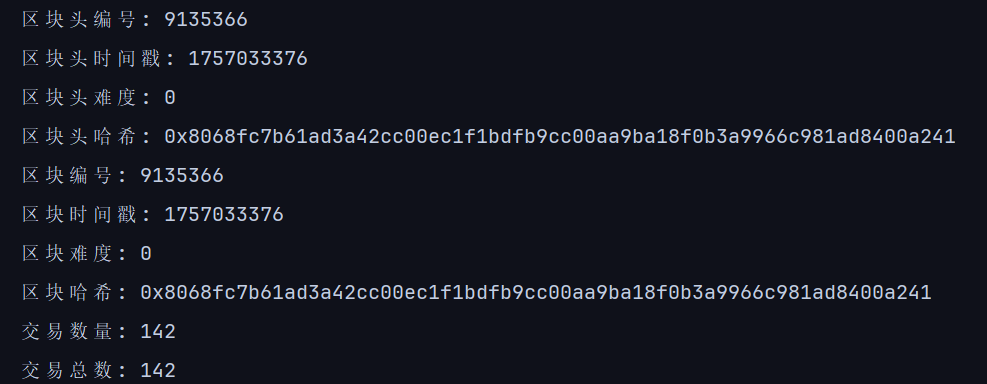 区块头编号: 9135366
区块头时间戳: 1757033376
区块头难度: 0
区块头哈希: 0x8068fc7b61ad3a42cc00ec1f1bdfb9cc00aa9ba18f0b3a9966c981ad8400a241
区块编号: 9135366
区块时间戳: 1757033376
区块难度: 0
区块哈希: 0x8068fc7b61ad3a42cc00ec1f1bdfb9cc00aa9ba18f0b3a9966c981ad8400a241
交易数量: 142
交易总数: 142